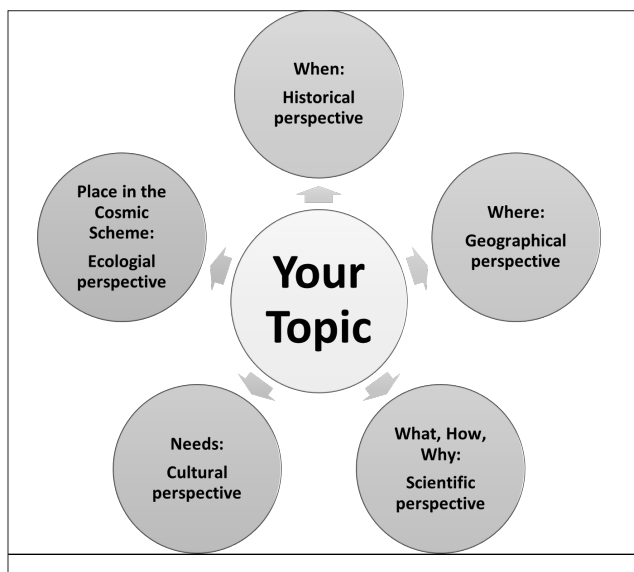 When:
Historical
perspective
Where:
Geographical
perspective
What, How,
Why:
Scientific
perspective
Needs:
Cultural
perspective
Place in the
Cosmic
Scheme:
Ecologial
perspective
Your
Topic